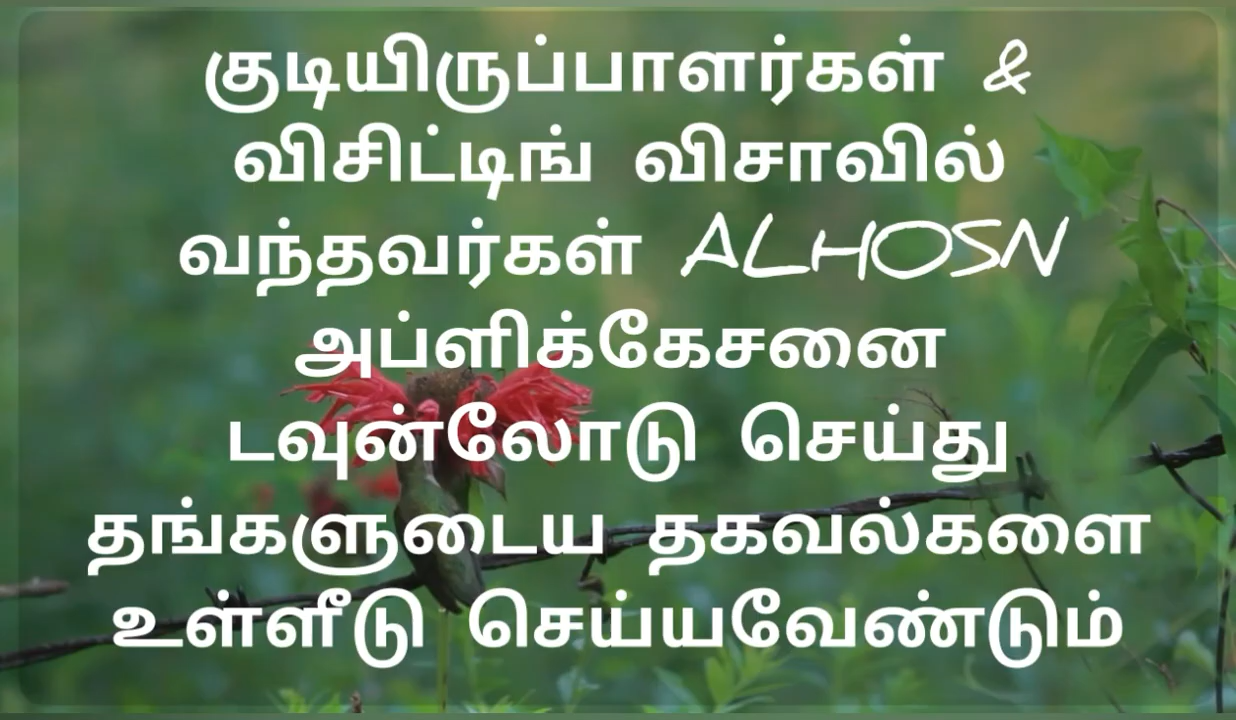 குடியிருப்பாளர்கள் &
விசிட்டிங் விசாவில்
வந்தவர்கள் ALHOSN
அப்ளிக்கேசனை
டவுன்லோடு செய்து
தங்களுடைய தகவல்களை
உள்ளீடு செய்யவேண்டும்